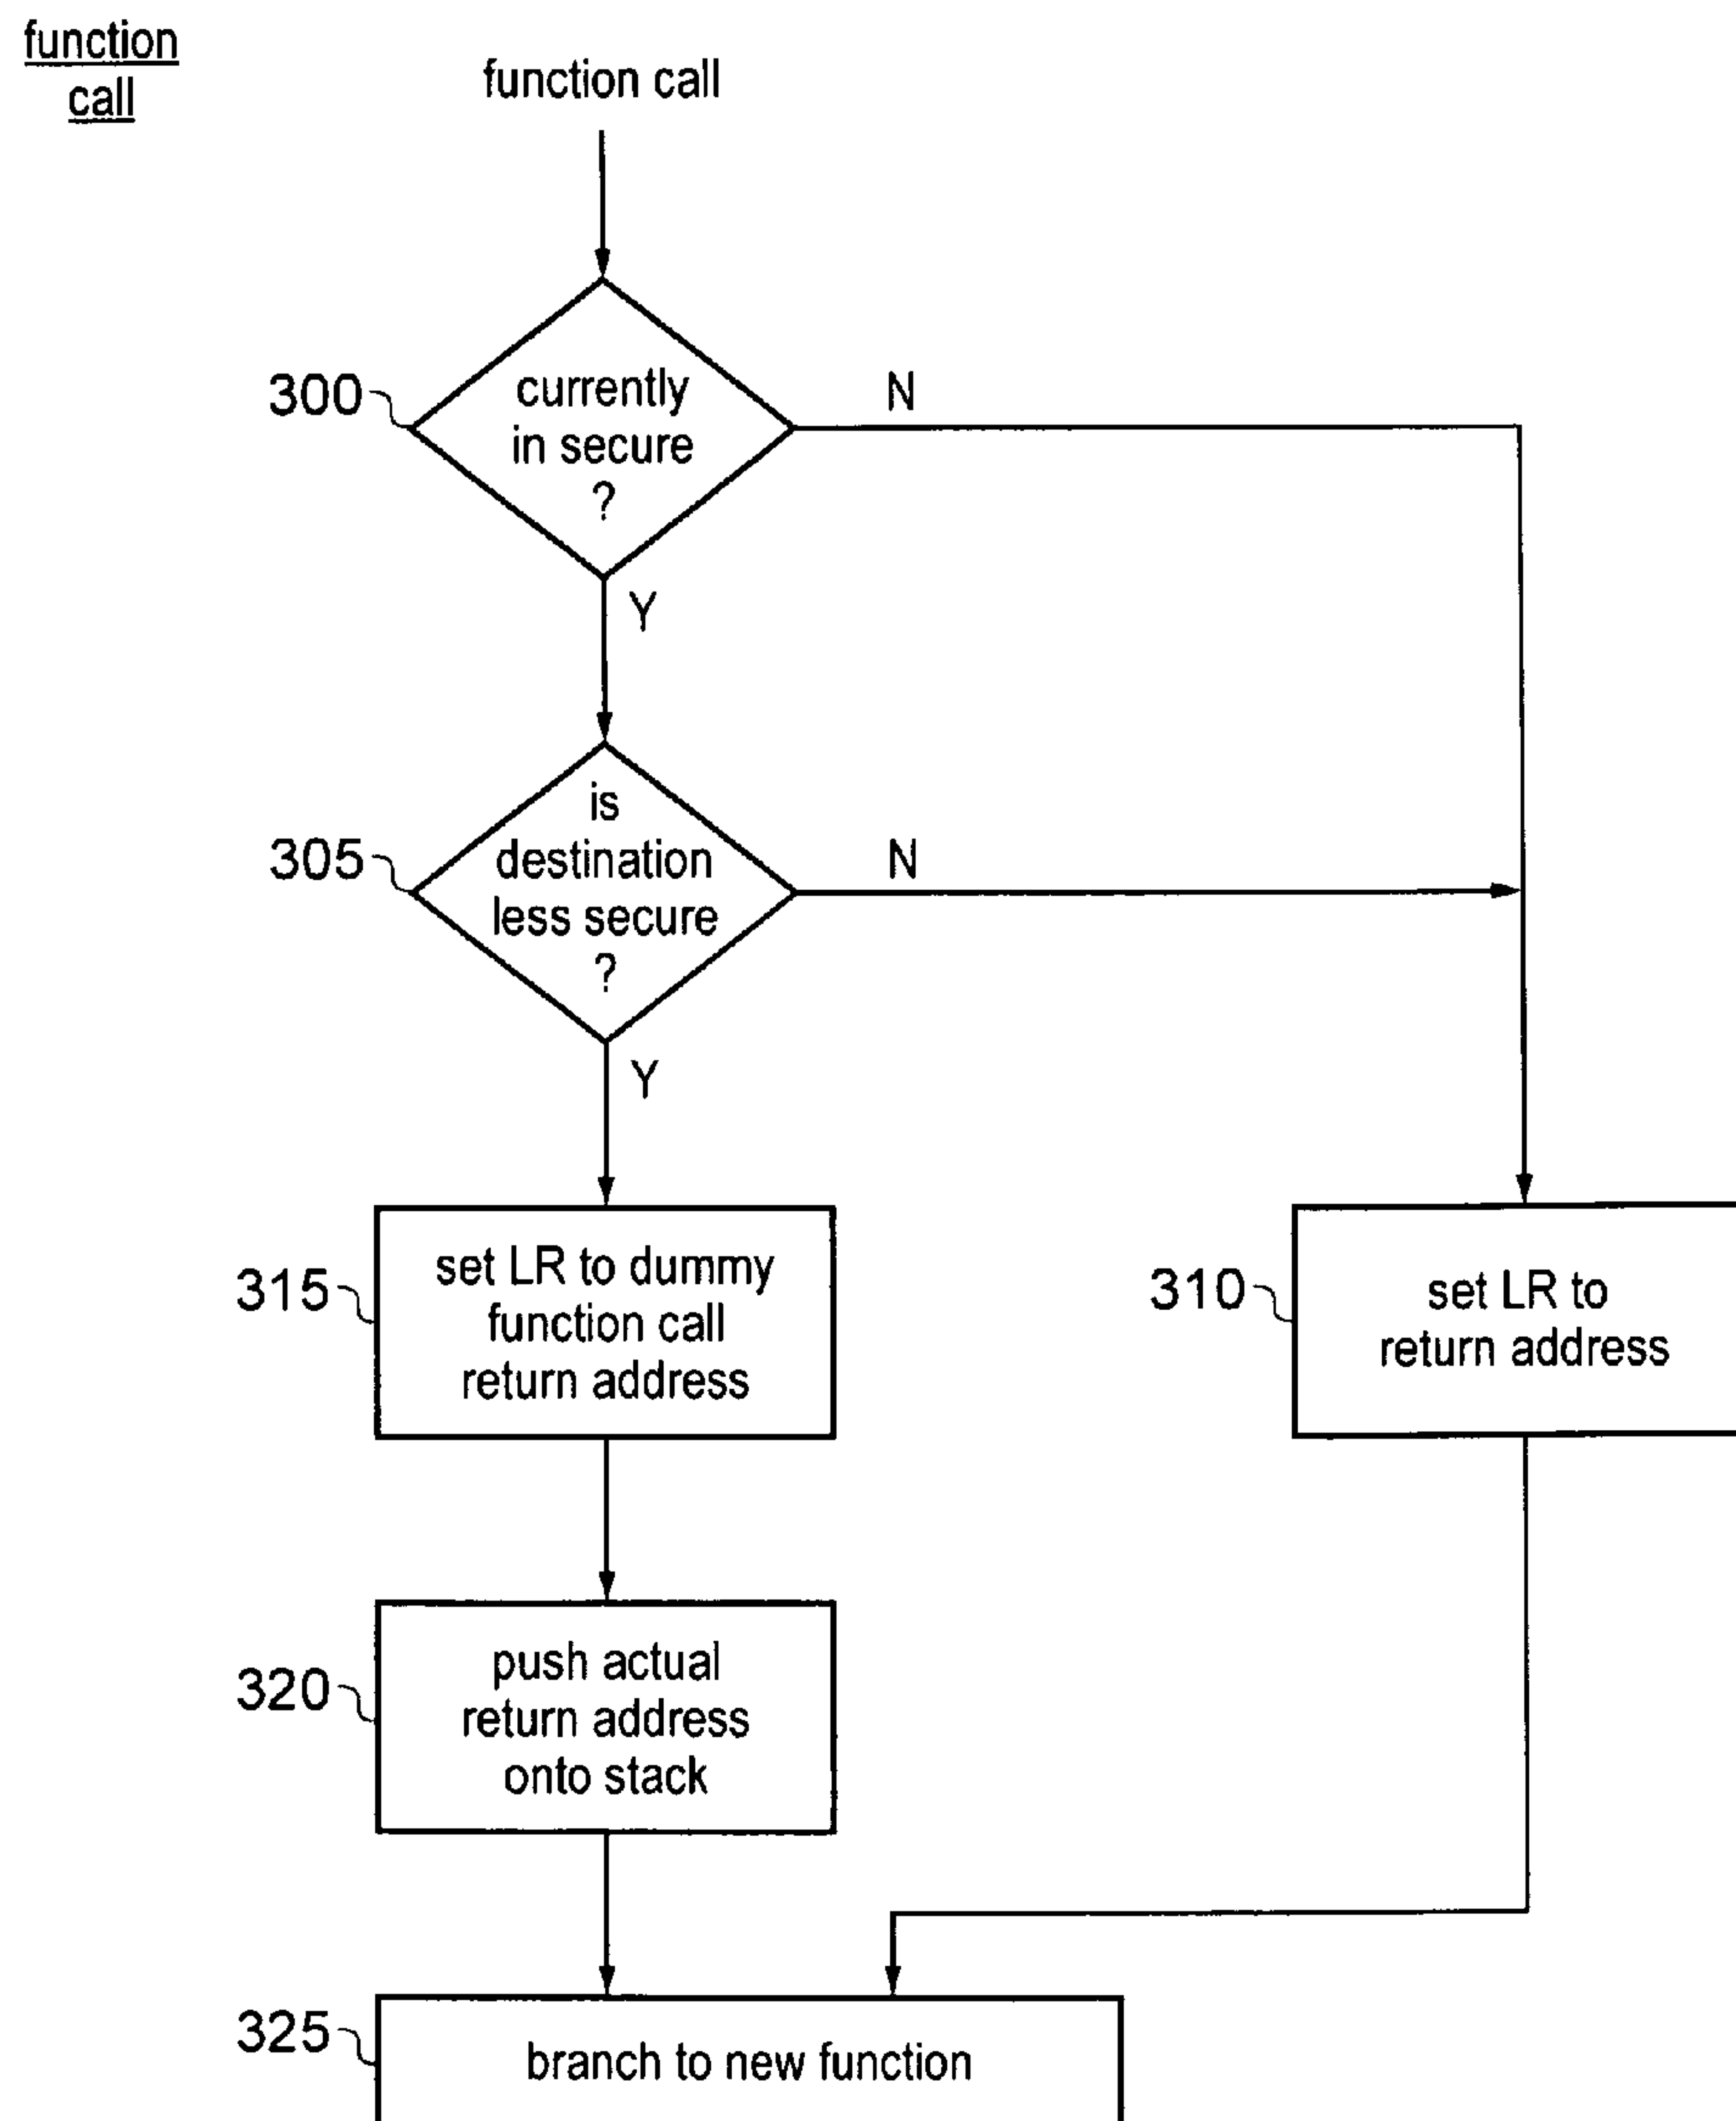 function
call
function call
300
currently
in secure
?
N
Y
305
is
destination
less secure
?
N
Y
315
set LR to dummy
function call
return address
310
set LR to
return address
320
push actual
return address
onto stack
325
branch to new function